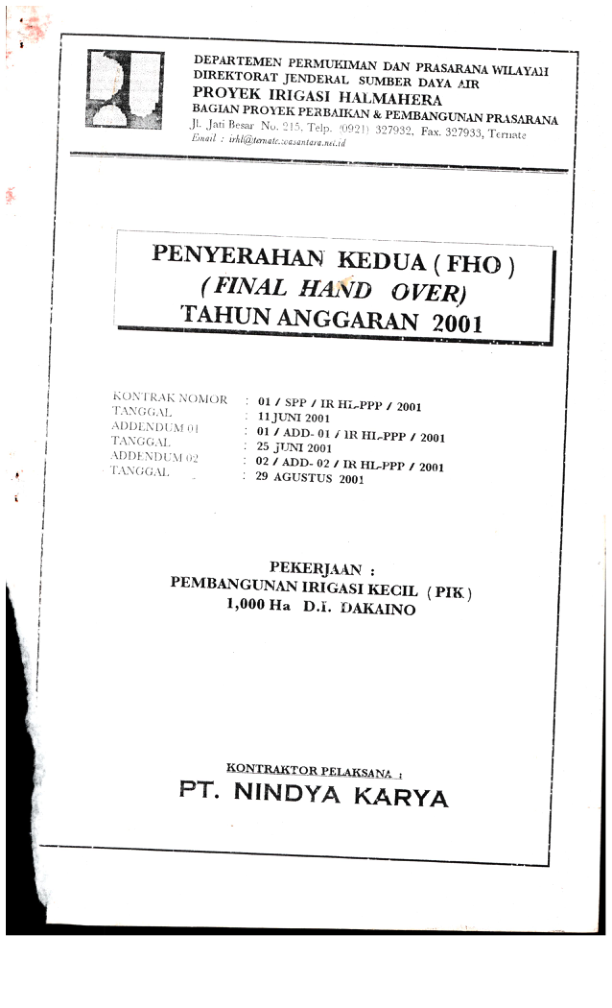 DEPARTEMEN PERMUKIMAN DAN PRASARANA WILAYAH
DIREKTORAT JENDERAL SUMBER DAYA AIR
PROYEK IRIGASI HALMAHERA
BAGIAN PROYEK PERBAIKAN & PEMBANGUNAN PRASARANA
Jl. Jati Besar No. 215, Telp. (0921) 327932, Fax. 327933, Ternate
Email : irhl@ternate.wasantara.net.id
PENYERAHAN KEDUA ( FHO )
( FINAL HAND OVER)
TAHUN ANGGARAN 2001
KONTRAK NOMOR : 01 / SPP / IR HL-PPP / 2001
TANGGAL : 11 JUNI 2001
ADDENDUM 01 : 01 / ADD- 01 / IR HL-PPP / 2001
TANGGAL : 25 JUNI 2001
ADDENDUM 02 : 02 / ADD- 02 / IR HL-PPP / 2001
TANGGAL : 29 AGUSTUS 2001
PEKERJAAN :
PEMBANGUNAN IRIGASI KECIL ( PIK )
1,000 Ha D.I. DAKAINO
KONTRAKTOR PELAKSANA :
PT. NINDYA KARYA